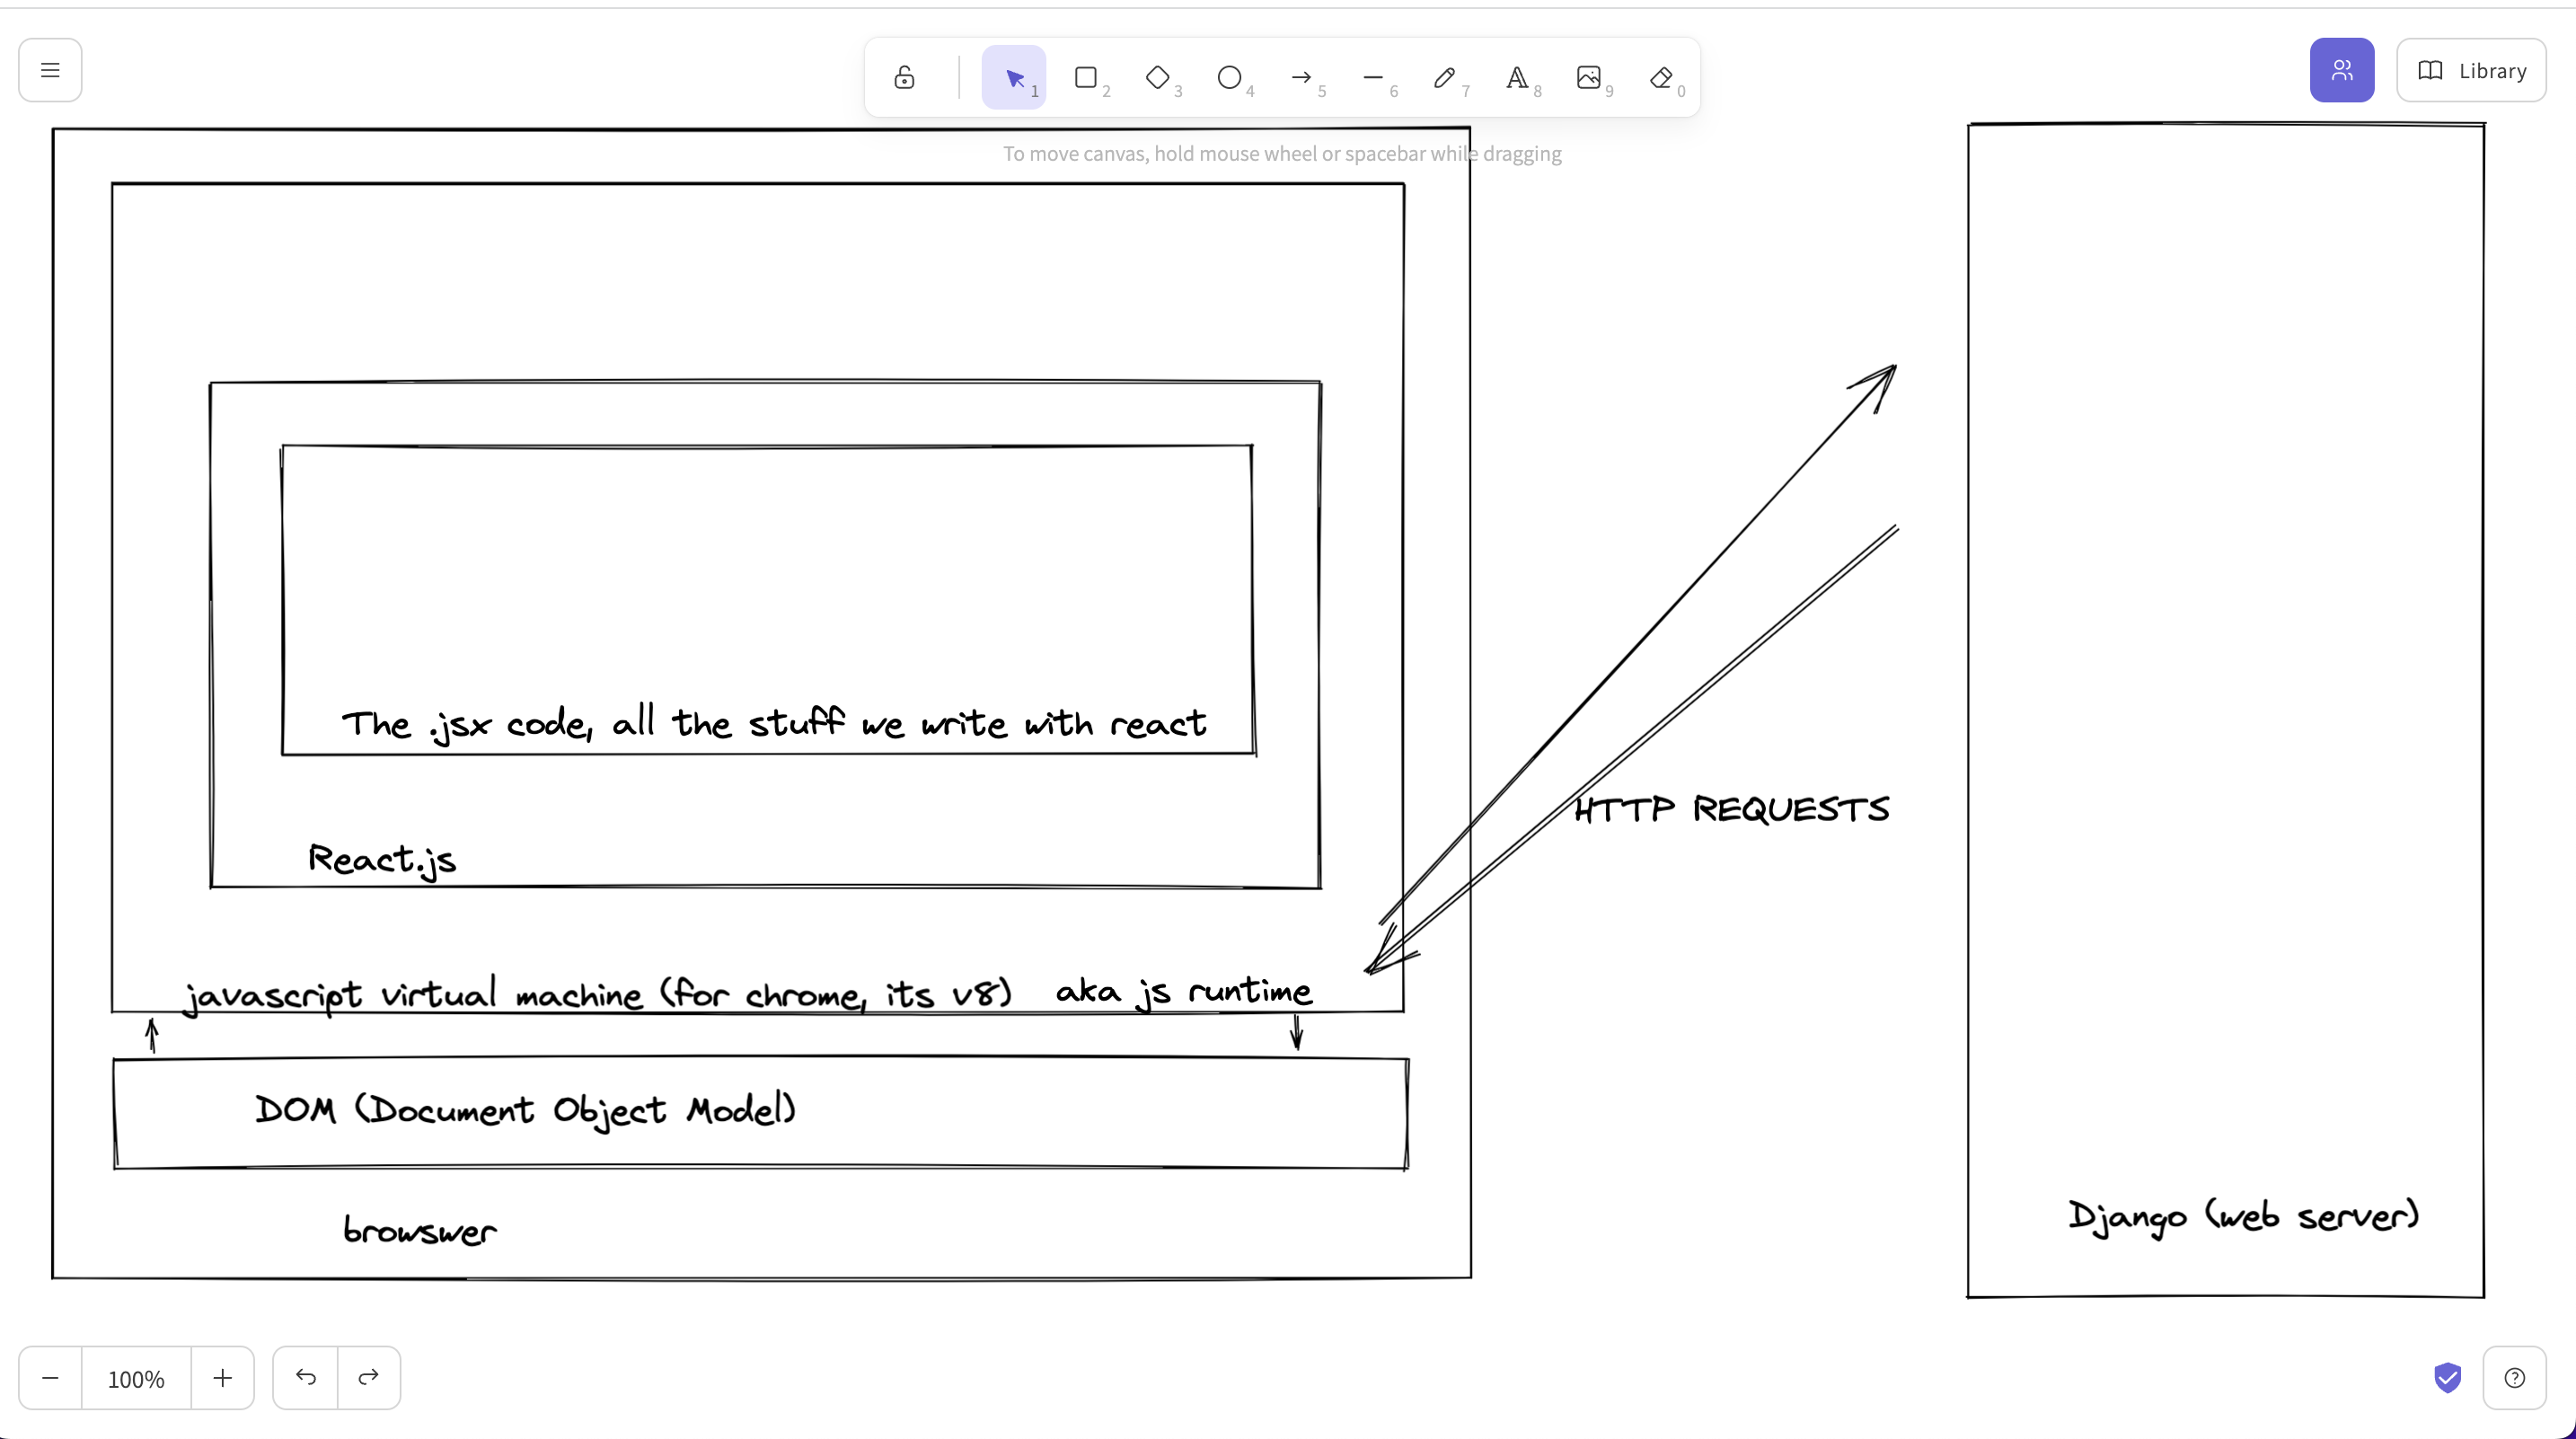 1
2
3
4
5
6
7
8
9
0
Library
To move canvas, hold mouse wheel or spacebar while dragging
The .jsx code, all the stuff we write with react
React.js
HTTP REQUESTS
javascript virtual machine (for chrome, its v8) aka js runtime
DOM (Document Object Model)
browswer
Django (web server)
100%